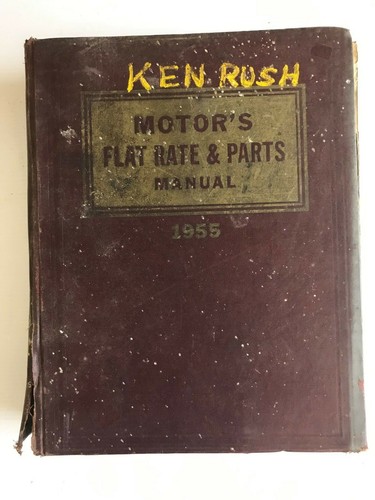 KEN RUSH
MOTOR'S
FLAT RATE & PARTS
MANUAL
1955